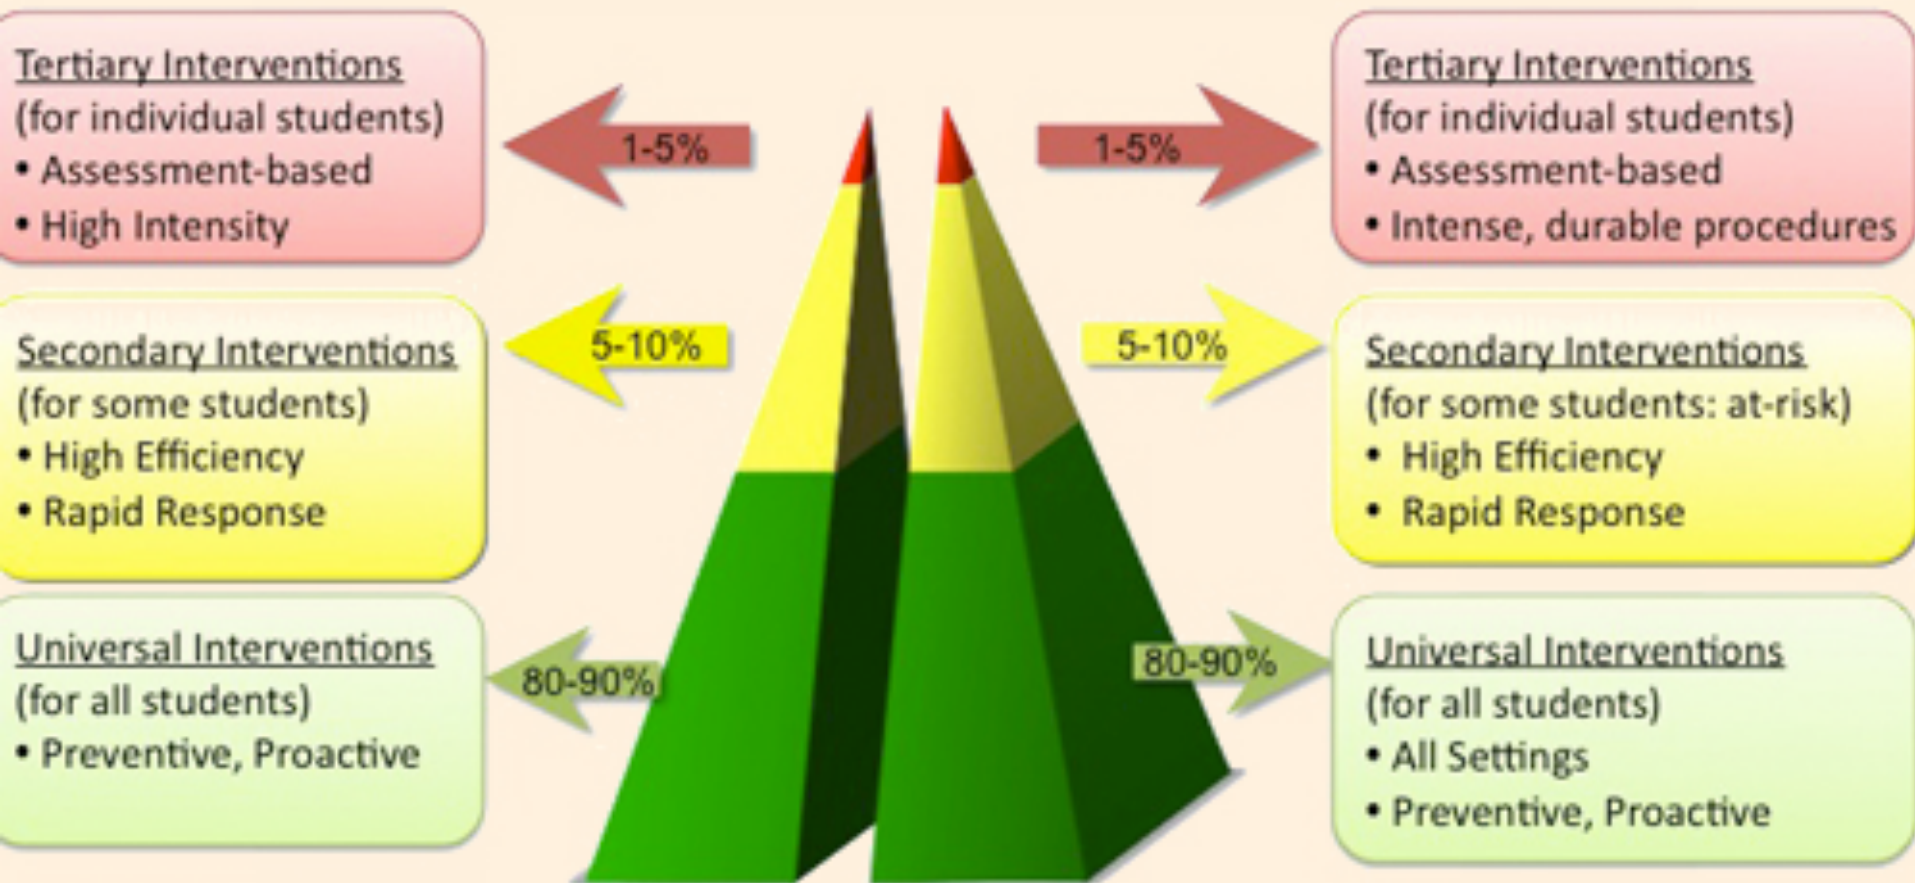 Tertiary Interventions
(for individual students)
• Assessment-based
• High Intensity
1-5%
1-5%
Tertiary Interventions
(for individual students)
• Assessment-based
• Intense, durable procedures
Secondary Interventions
(for some students)
• High Efficiency
• Rapid Response
5-10%
5-10%
Secondary Interventions
(for some students: at-risk)
• High Efficiency
• Rapid Response
Universal Interventions
(for all students)
• Preventive, Proactive
80-90%
80-90%
Universal Interventions
(for all students)
• All Settings
• Preventive, Proactive